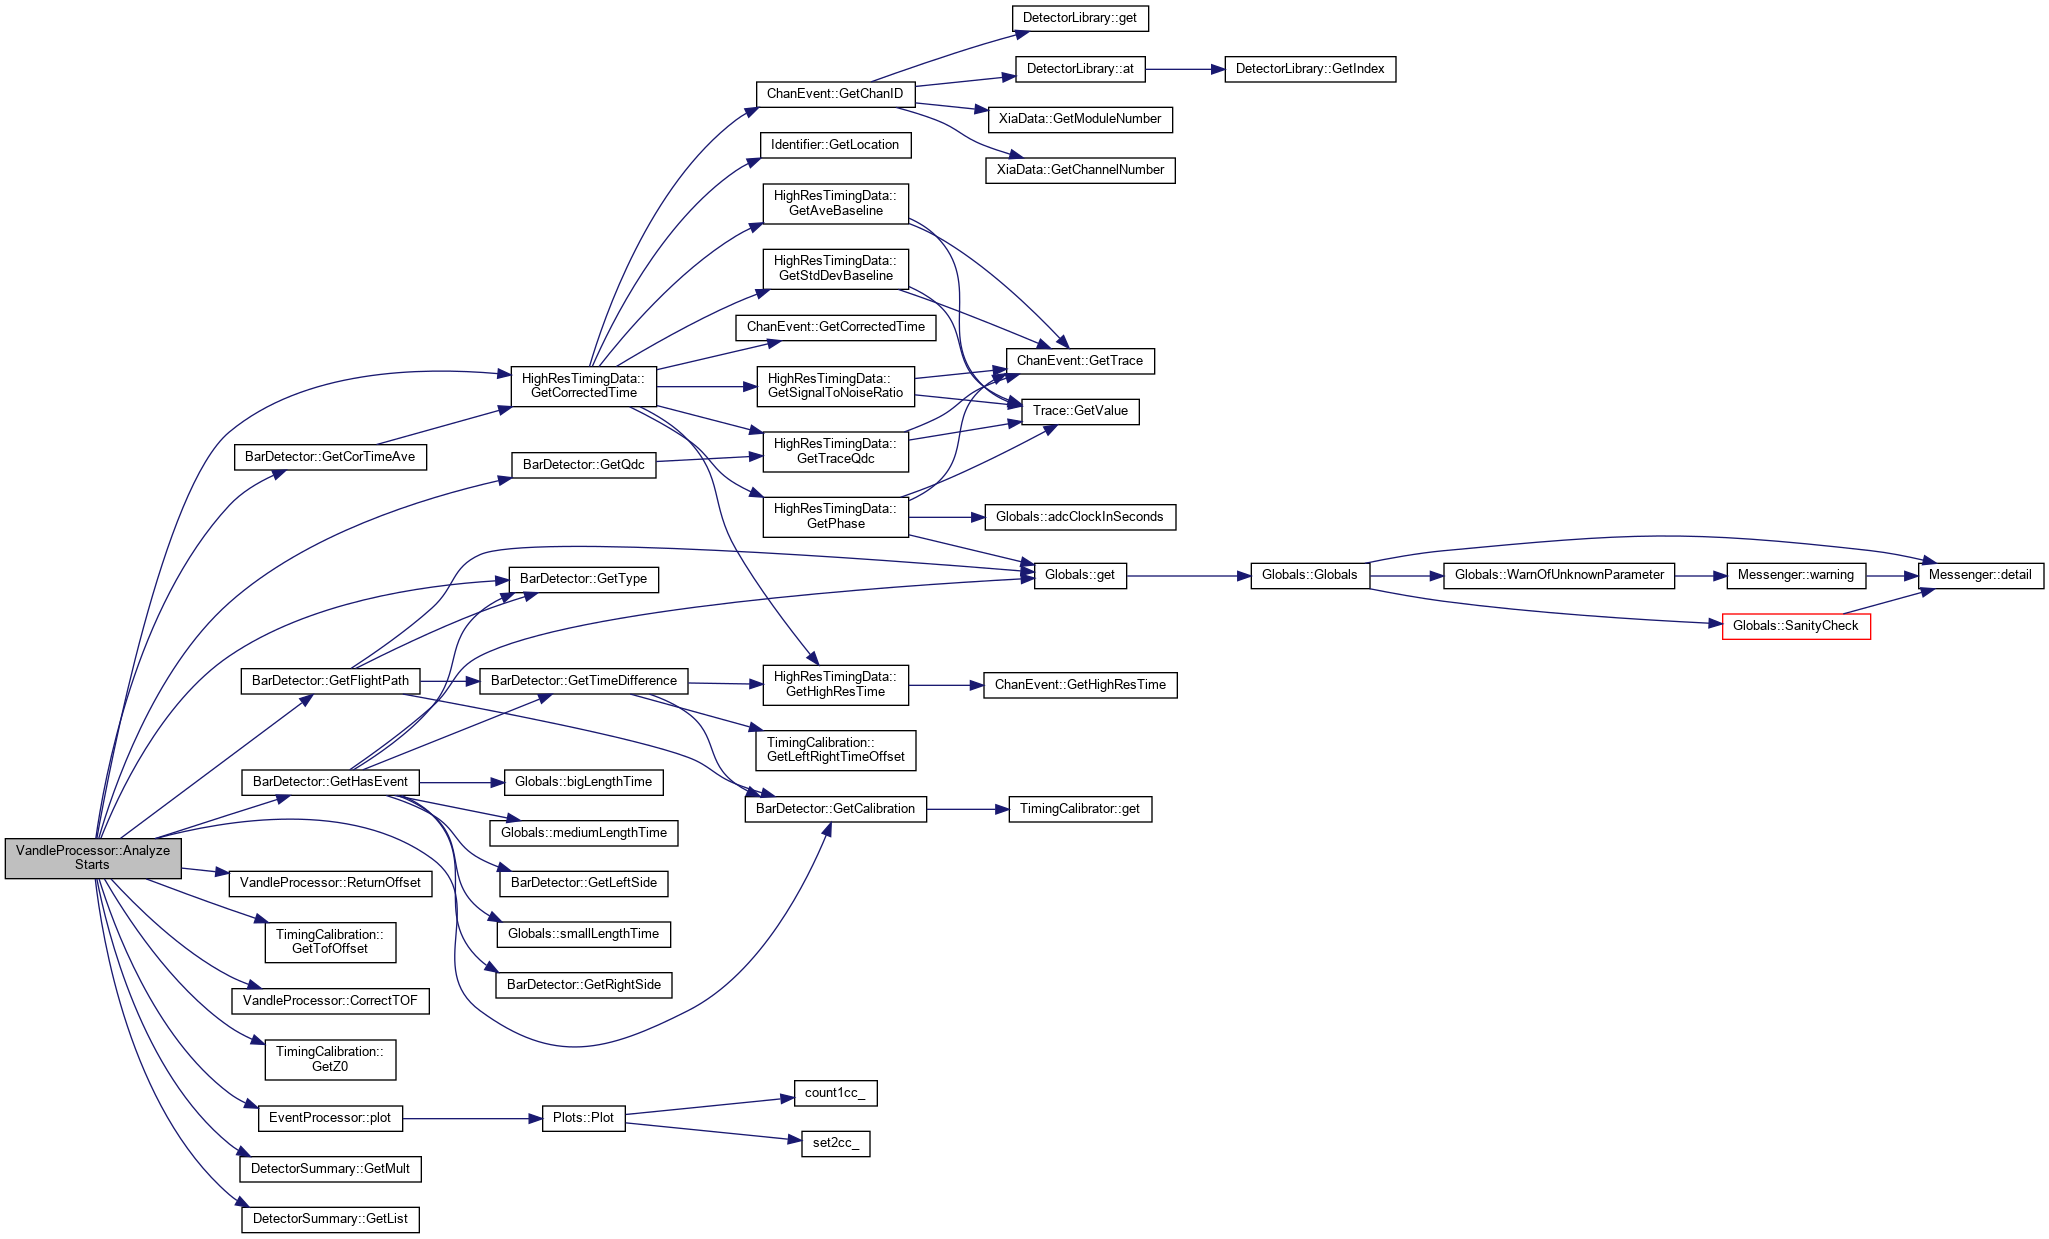 DetectorLibrary::get
DetectorLibrary::at
DetectorLibrary::GetIndex
ChanEvent::GetChanID
XiaData::GetModuleNumber
Identifier::GetLocation
XiaData::GetChannelNumber
HighResTimingData::
GetAveBaseline
HighResTimingData::
GetStdDevBaseline
ChanEvent::GetCorrectedTime
ChanEvent::GetTrace
HighResTimingData::
GetCorrectedTime
HighResTimingData::
GetSignalToNoiseRatio
Trace::GetValue
BarDetector::GetCorTimeAve
BarDetector::GetQdc
HighResTimingData::
GetTraceQdc
HighResTimingData::
GetPhase
Globals::adcClockInSeconds
BarDetector::GetType
Globals::get
Globals::Globals
Globals::WarnOfUnknownParameter
Messenger::warning
Messenger::detail
Globals::SanityCheck
BarDetector::GetFlightPath
BarDetector::GetTimeDifference
HighResTimingData::
GetHighResTime
ChanEvent::GetHighResTime
TimingCalibration::
GetLeftRightTimeOffset
BarDetector::GetHasEvent
Globals::bigLengthTime
BarDetector::GetCalibration
TimingCalibrator::get
Globals::mediumLengthTime
VandleProcessor::Analyze
Starts
VandleProcessor::ReturnOffset
BarDetector::GetLeftSide
TimingCalibration::
GetTofOffset
Globals::smallLengthTime
BarDetector::GetRightSide
VandleProcessor::CorrectTOF
TimingCalibration::
GetZ0
EventProcessor::plot
Plots::Plot
count1cc_
set2cc_
DetectorSummary::GetMult
DetectorSummary::GetList